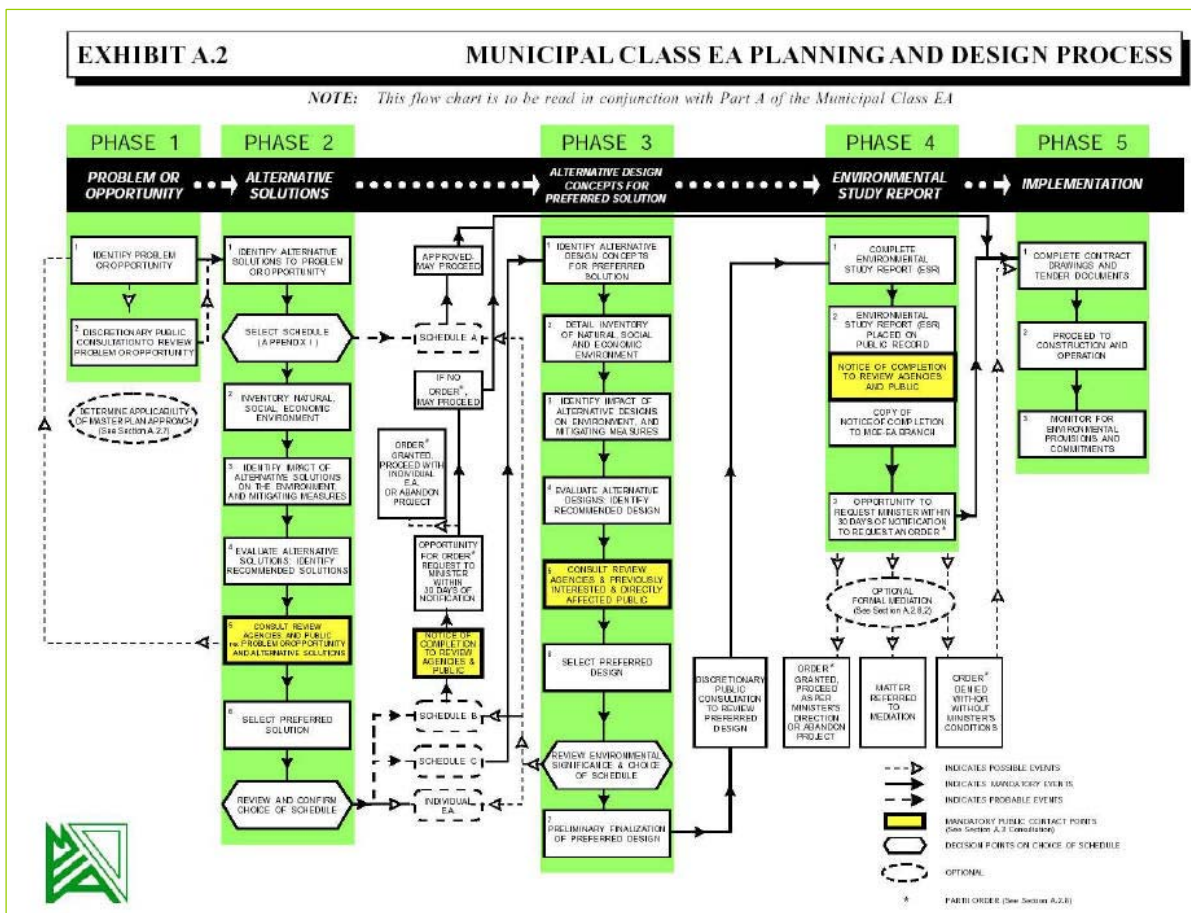 EXHIBIT A.2
MUNICIPAL CLASS EA PLANNING AND DESIGN PROCESS
NOTE: This flow chart is to be read in conjunction with Part A of the Municipal Class EA
PHASE 1
PROBLEM OR
OPPORTUNITY
1
IDENTIFY PROBLEM
OR OPPORTUNITY
2
DISCRETIONARY PUBLIC
CONSULTATION TO REVIEW
PROBLEM OR OPPORTUNITY
DETERMINE APPLICABILITY
OF MASTER PLAN APPROACH
(See Section A.2.7)
PHASE 2
ALTERNATIVE
SOLUTIONS
1
IDENTIFY ALTERNATIVE
SOLUTIONS TO PROBLEM
OR OPPORTUNITY
SELECT SCHEDULE
(APPENDIX I)
2
INVENTORY NATURAL,
SOCIAL, ECONOMIC
ENVIRONMENT
3
IDENTIFY IMPACT OF
ALTERNATIVE SOLUTIONS
ON THE ENVIRONMENT,
AND MITIGATING MEASURES
4
EVALUATE ALTERNATIVE
SOLUTIONS: IDENTIFY
RECOMMENDED SOLUTIONS
5
CONSULT REVIEW
AGENCIES AND PUBLIC
PROBLEM OR OPPORTUNITY
AND ALTERNATIVE SOLUTIONS
6
SELECT PREFERRED
SOLUTION
REVIEW AND CONFIRM
CHOICE OF SCHEDULE
APPROVED-
MAY PROCEED
SCHEDULE A
IF NO
ORDER*,
MAY PROCEED
ORDER*
GRANTED,
PROCEED WITH
INDIVIDUAL
E.A.
OR ABANDON
PROJECT
OPPORTUNITY
FOR ORDER*
REQUEST TO
MINISTER
WITHIN
30 DAYS OF
NOTIFICATION
NOTICE OF
COMPLETION
TO REVIEW
AGENCIES &
PUBLIC
SCHEDULE B
SCHEDULE C
INDIVIDUAL
E.A.
PHASE 3
ALTERNATIVE DESIGN
CONCEPTS FOR
PREFERRED SOLUTION
1
IDENTIFY ALTERNATIVE
DESIGN CONCEPTS
FOR PREFERRED
SOLUTION
2
DETAIL INVENTORY
OF NATURAL, SOCIAL
AND ECONOMIC
ENVIRONMENT
3
IDENTIFY IMPACT OF
ALTERNATIVE DESIGNS
ON ENVIRONMENT, AND
MITIGATING MEASURES
4
EVALUATE ALTERNATIVE
DESIGNS: IDENTIFY
RECOMMENDED DESIGN
5
CONSULT REVIEW
AGENCIES & PREVIOUSLY
INTERESTED & DIRECTLY
AFFECTED PUBLIC
SELECT PREFERRED
DESIGN
REVIEW ENVIRONMENTAL
SIGNIFICANCE & CHOICE
OF SCHEDULE
7
PRELIMINARY FINALIZATION
OF PREFERRED DESIGN
DISCRETIONARY
PUBLIC
CONSULTATION
TO REVIEW
PREFERRED
DESIGN
PHASE 4
ENVIRONMENTAL
STUDY REPORT
1
COMPLETE
ENVIRONMENTAL
STUDY REPORT (ESR)
2
ENVIRONMENTAL
STUDY REPORT (ESR)
PLACED ON
PUBLIC RECORD
NOTICE OF COMPLETION
TO REVIEW AGENCIES
AND PUBLIC
COPY OF
NOTICE OF COMPLETION
TO MOE-EA BRANCH
3
OPPORTUNITY TO
REQUEST MINISTER WITHIN
30 DAYS OF NOTIFICATION
TO REQUEST AN ORDER*
OPTIONAL
FORMAL MEDIATION
(See Section A.2.8.2)
ORDER*
GRANTED,
PROCEED AS PER
MINISTER'S
DIRECTION
OR ABANDON
PROJECT
MATTER
REFERRED
TO
MEDIATION
ORDER*
DENIED WITH OR
WITHOUT
MINISTER'S
CONDITIONS
PHASE 5
IMPLEMENTATION
1
COMPLETE CONTRACT
DRAWINGS AND
TENDER DOCUMENTS
2
PROCEED TO
CONSTRUCTION AND
OPERATION
3
MONITOR FOR
ENVIRONMENTAL
PROVISIONS AND
COMMITMENTS
INDICATES POSSIBLE EVENTS
INDICATES MANDATORY EVENTS
INDICATES PROBABLE EVENTS
MANDATORY PUBLIC CONTACT POINTS
(See Section A.3 Consultation)
DECISION POINTS ON CHOICE OF SCHEDULE
OPTIONAL
* PART II ORDER (See Section A.2.8)
MEA